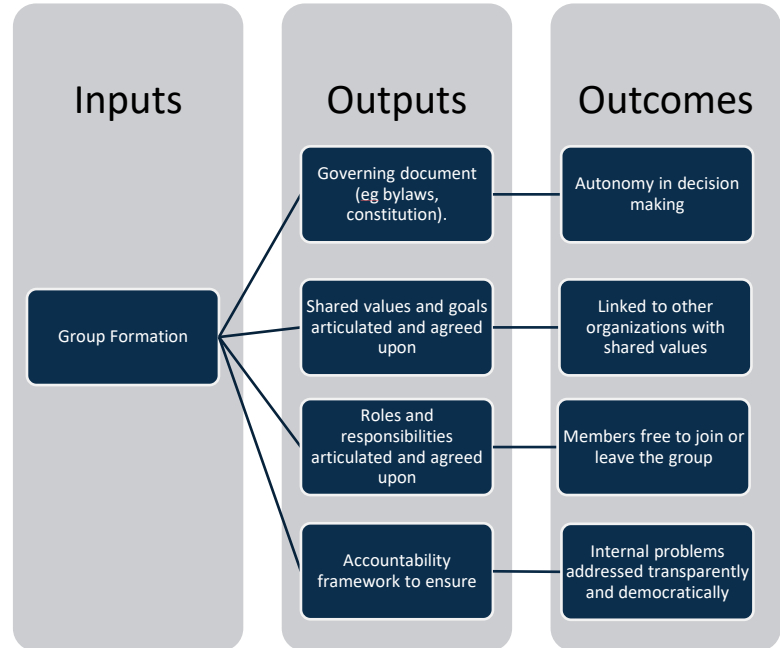 Inputs
Outputs
Outcomes
Group Formation
Governing document
(eg bylaws,
constitution).
Autonomy in decision
making
Shared values and goals
articulated and agreed
upon
Linked to other
organizations with
shared values
Roles and
responsibilities
articulated and agreed
upon
Members free to join or
leave the group
Accountability
framework to ensure
Internal problems
addressed transparently
and democratically